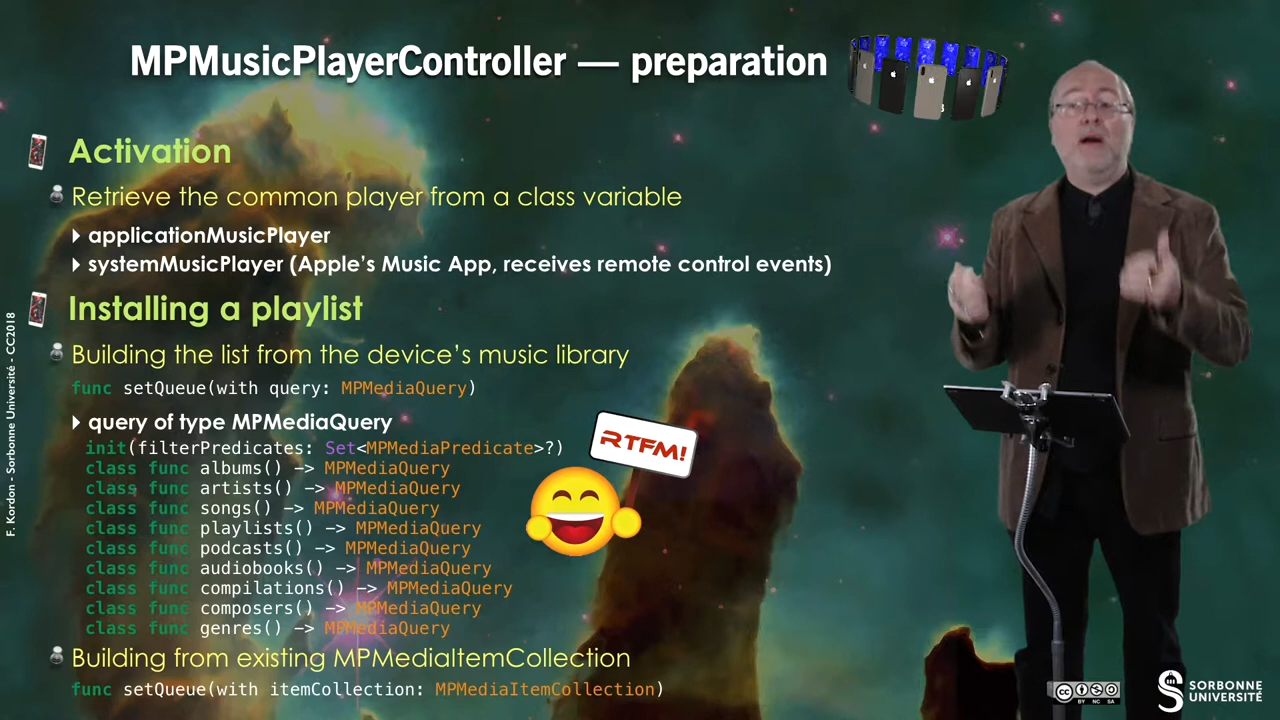 MPMusicPlayerController — preparation
Activation
Retrieve the common player from a class variable
applicationMusicPlayer
systemMusicPlayer (Apple's Music App, receives remote control events)
Installing a playlist
Building the list from the device's music library
func setQueue(with query: MPMediaQuery)
query of type MPMediaQuery
init(filterPredicates: Set<MPMediaPredicate>?)
class func albums() -> MPMediaQuery
class func artists() -> MPMediaQuery
class func songs() -> MPMediaQuery
class func playlists() -> MPMediaQuery
class func podcasts() -> MPMediaQuery
class func audiobooks() -> MPMediaQuery
class func compilations() -> MPMediaQuery
class func composers() -> MPMediaQuery
class func genres() -> MPMediaQuery
RTFM!
Building from existing MPMediaItemCollection
func setQueue(with itemCollection: MPMediaItemCollection)
F. Kordon - Sorbonne Université - CC2018
cc BY NC SA
S SORBONNE
UNIVERSITÉ